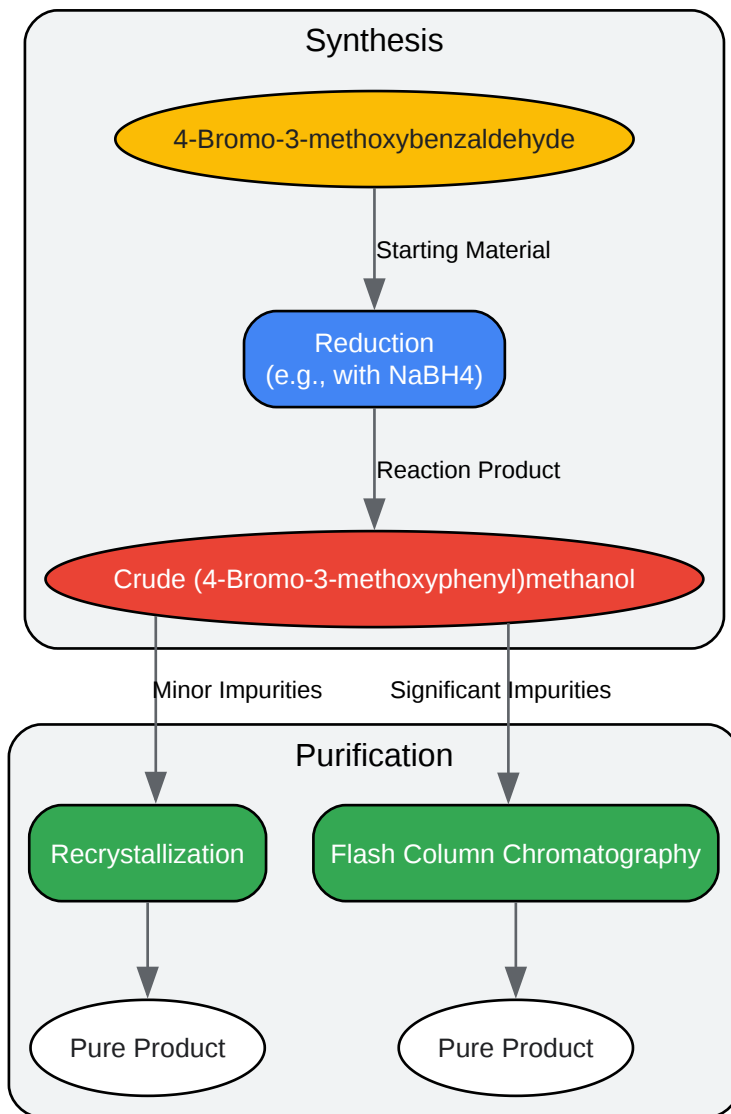 Synthesis
4-Bromo-3-methoxybenzaldehyde
Starting Material
Reduction
(e.g., with NaBH4)
Reaction Product
Crude (4-Bromo-3-methoxyphenyl)methanol
Minor Impurities
Significant Impurities
Purification
Recrystallization
Flash Column Chromatography
Pure Product
Pure Product